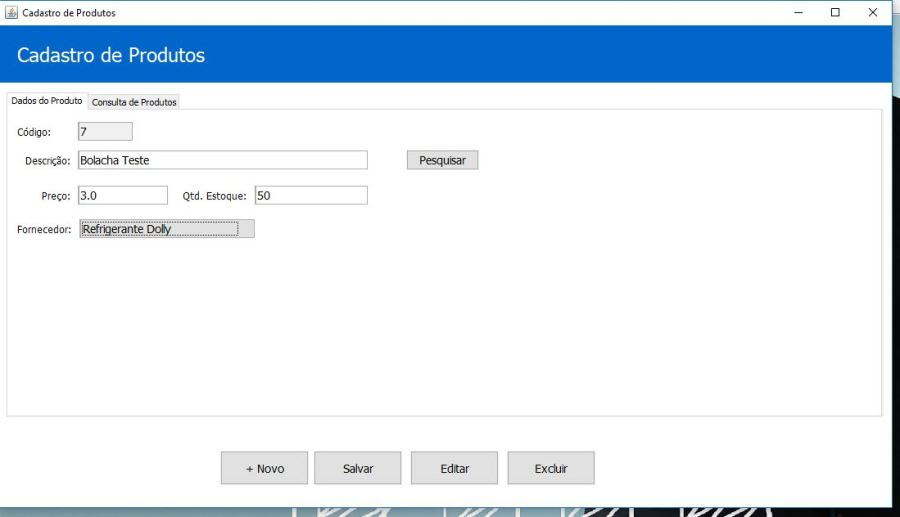 Cadastro de Produtos
Cadastro de Produtos
Dados do Produto Consulta de Produtos
Código: 7
Descrição: Bolacha Teste Pesquisar
Preço: 3.0 Qtd. Estoque: 50
Fornecedor: Refrigerante Dolly
+ Novo Salvar Editar Excluir